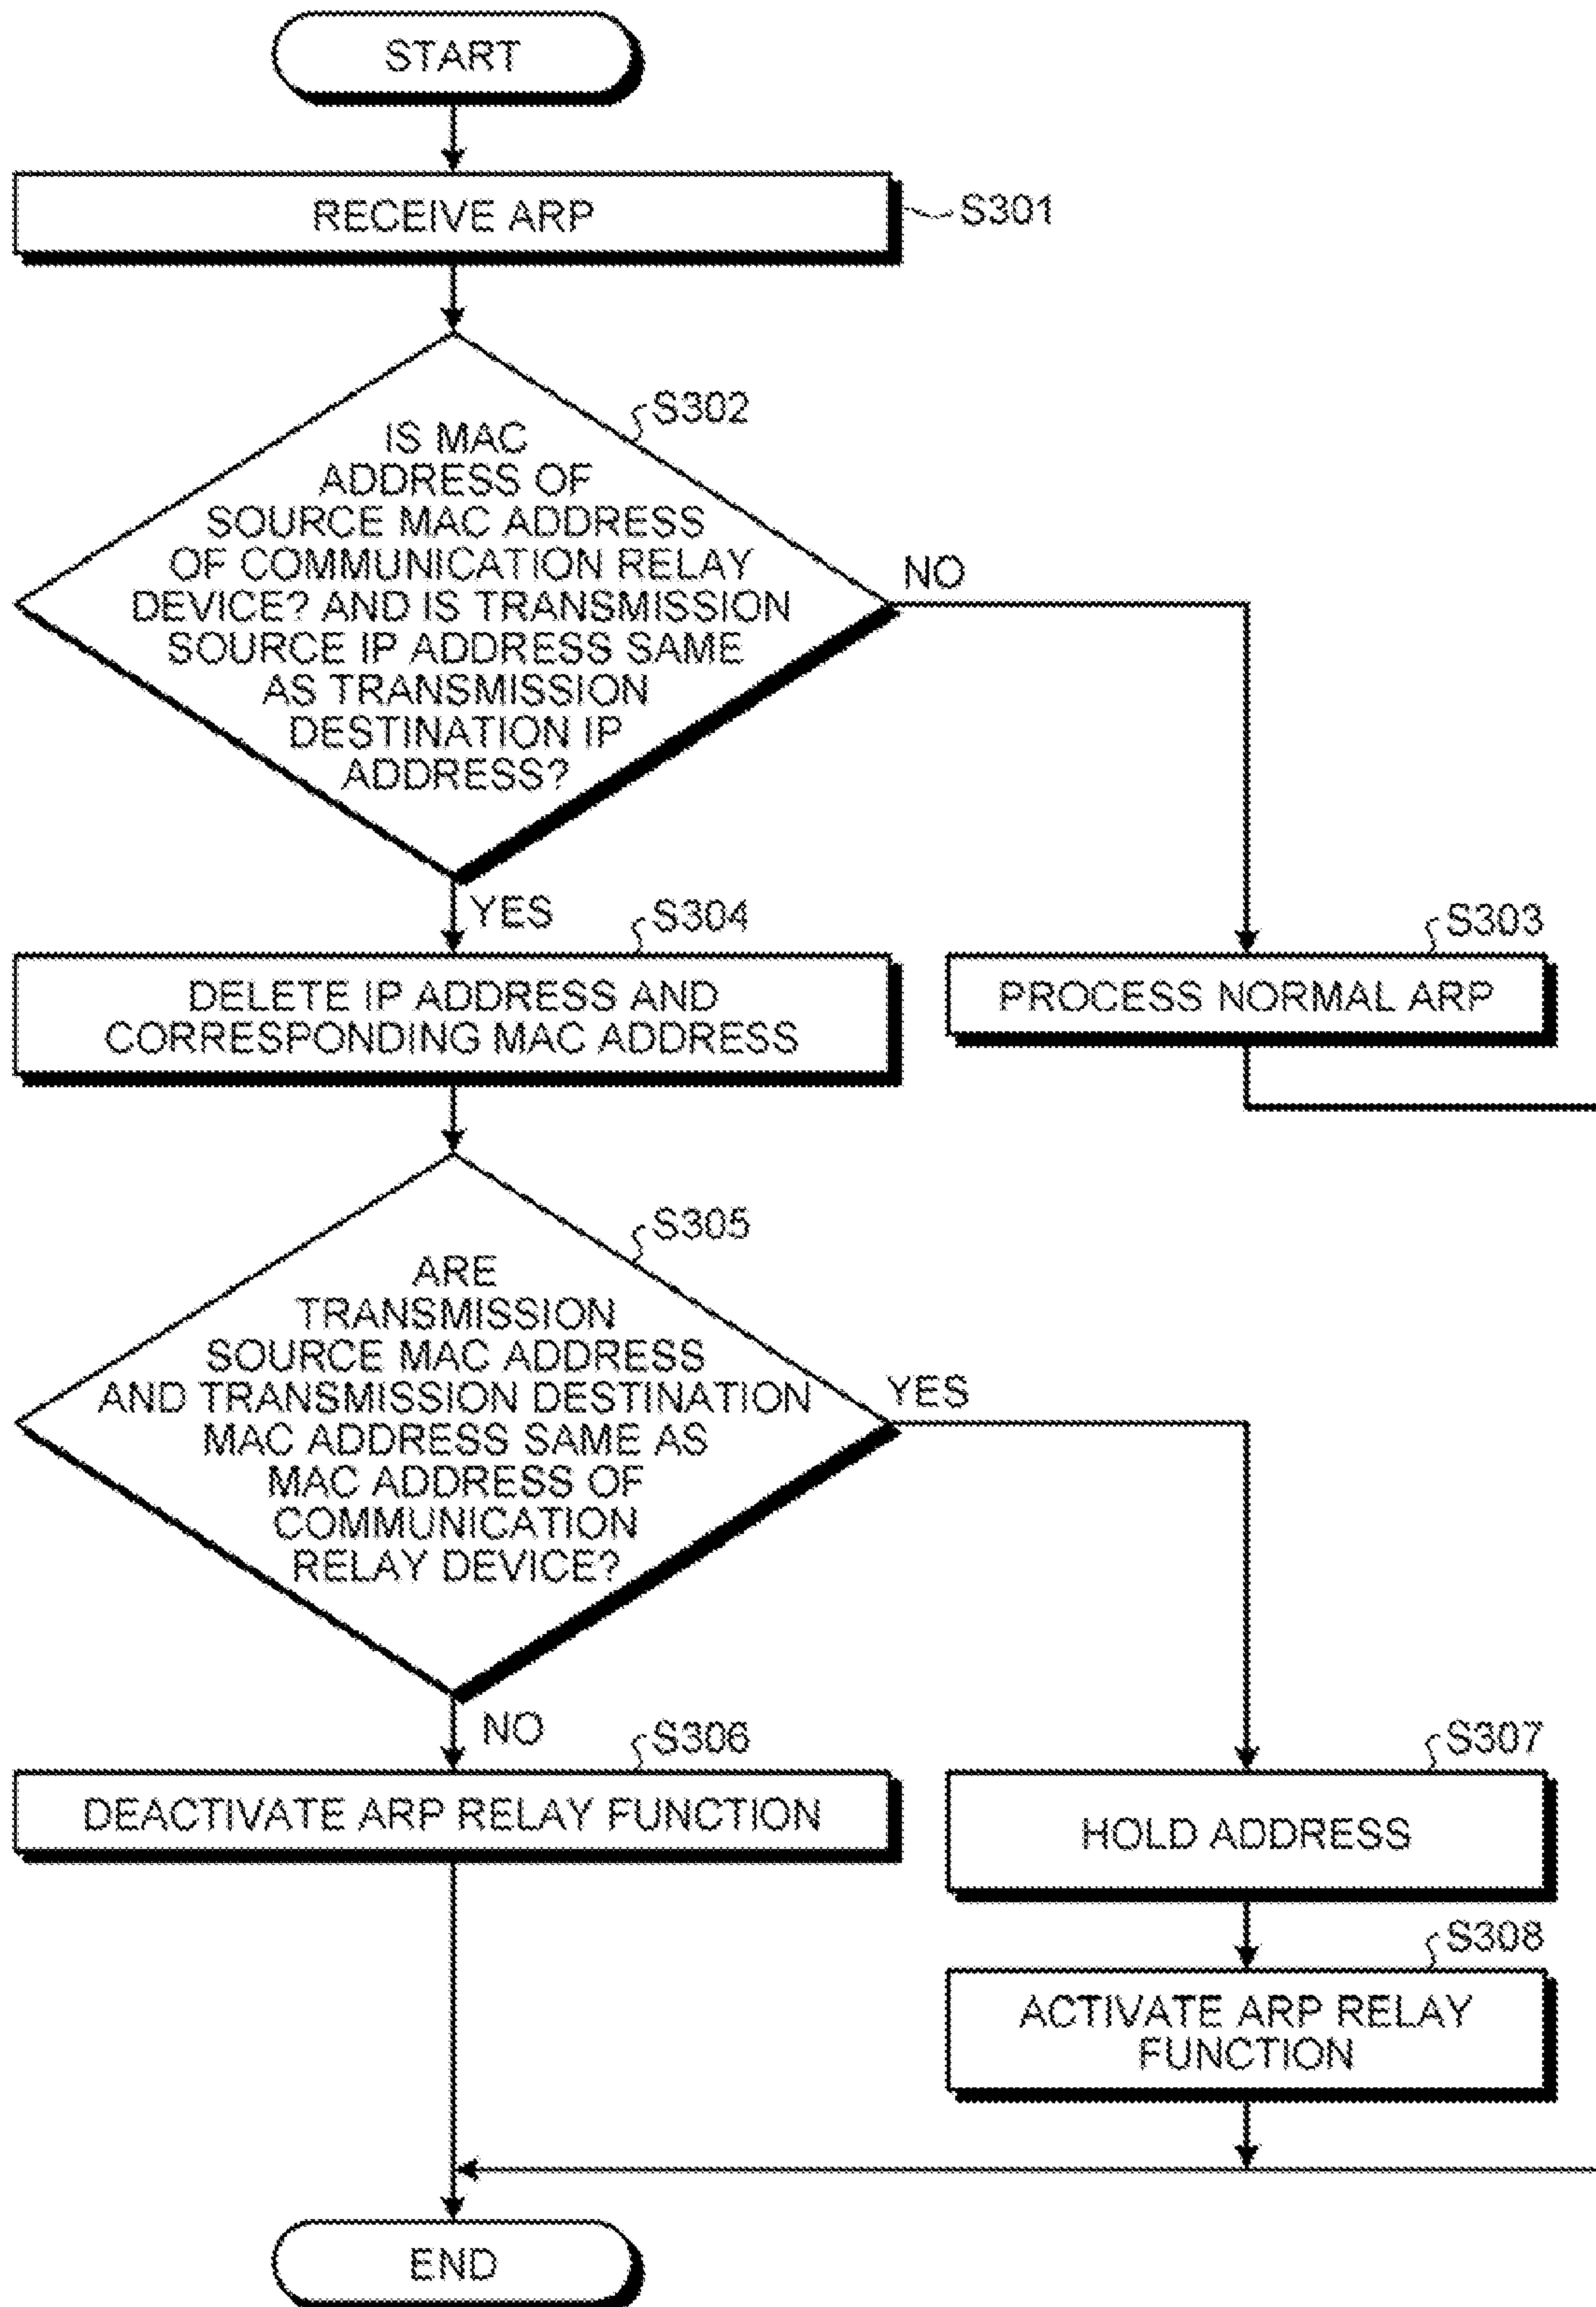 START
RECEIVE ARP
S301
S302
IS MAC
ADDRESS OF
SOURCE MAC ADDRESS
OF COMMUNICATION RELAY
DEVICE? AND IS TRANSMISSION
SOURCE IP ADDRESS SAME
AS TRANSMISSION
DESTINATION IP
ADDRESS?
NO
YES
S304
DELETE IP ADDRESS AND
CORRESPONDING MAC ADDRESS
S303
PROCESS NORMAL ARP
S305
ARE
TRANSMISSION
SOURCE MAC ADDRESS
AND TRANSMISSION DESTINATION
MAC ADDRESS SAME AS
MAC ADDRESS OF
COMMUNICATION
RELAY DEVICE?
YES
NO
S306
DEACTIVATE ARP RELAY FUNCTION
S307
HOLD ADDRESS
S308
ACTIVATE ARP RELAY
FUNCTION
END